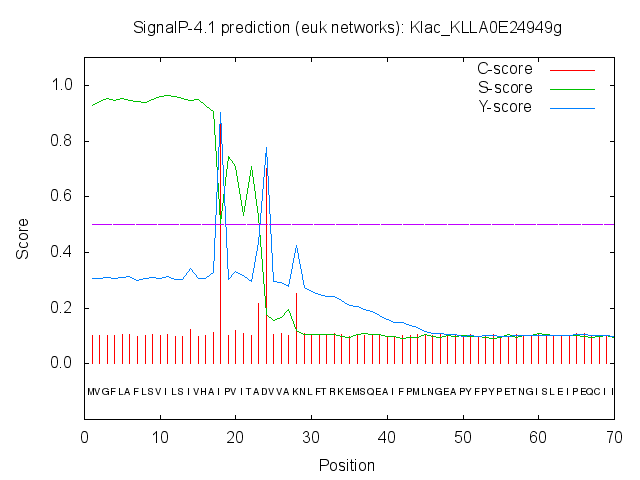 SignalP-4.1 prediction (euk networks): Klac_KLLA0E24949g
C-score
S-score
Y-score
1.0
0.8
0.6
0.4
0.2
0.0
Score
MVGFLAFLSVILSIVHAIPVITADVVAKNLFTRKEMSQEAIFPMLNGEAPYFPYPETNGISLEIPEQCII
0 10 20 30 40 50 60 70
Position